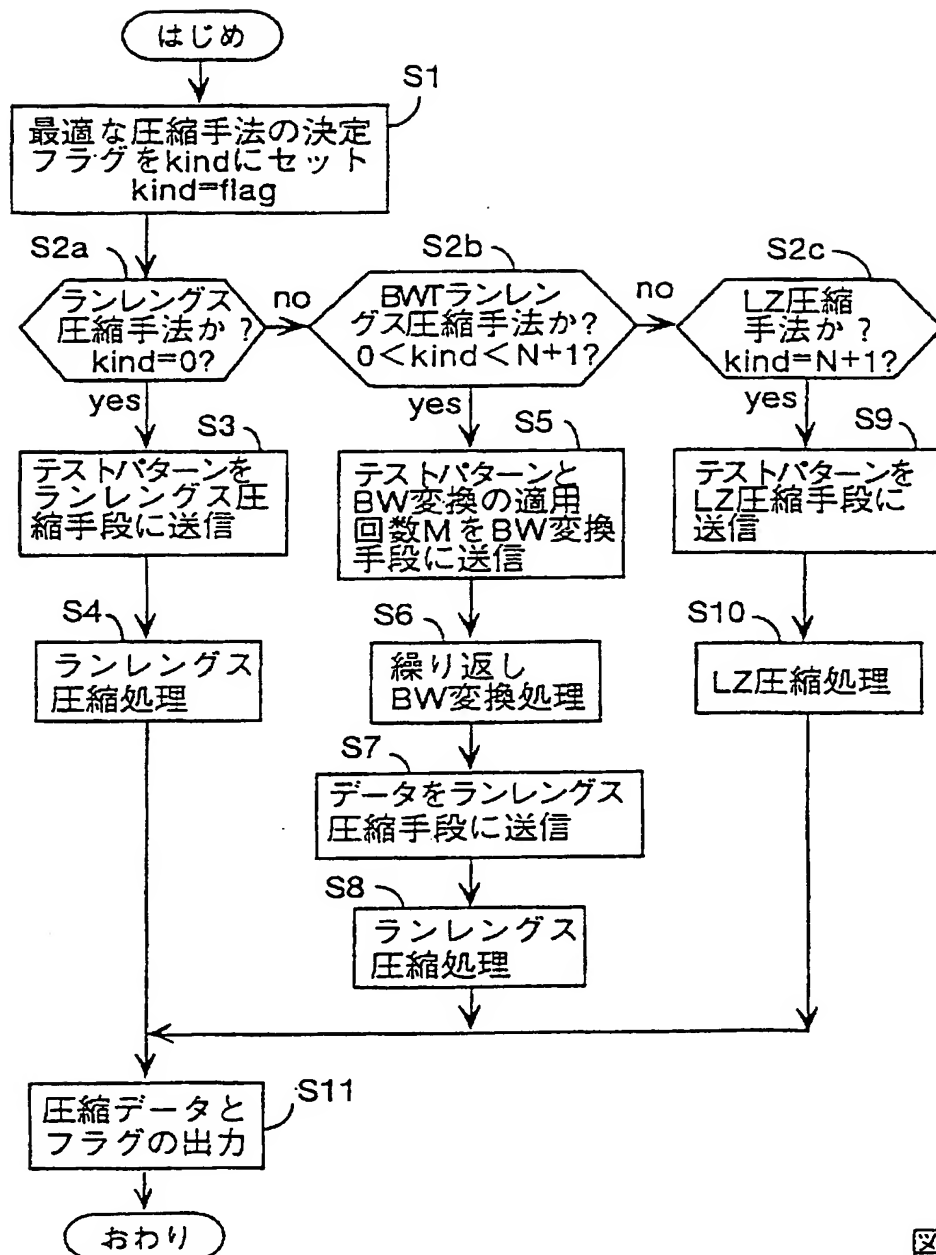 はじめ
S1
最適な圧縮手法の決定
フラグをkindにセット
kind=flag
S2a
ランレングス
圧縮手法か?
kind=0?
no
S2b
BWTランレン
グス圧縮手法か?
0<kind<N+1?
no
S2c
LZ圧縮
手法か?
kind=N+1?
yes
yes
yes
S3
テストパターンを
ランレングス圧
縮手段に送信
S5
テストパターンと
BW変換の適用
回数MをBW変換
手段に送信
S9
テストパターンを
LZ圧縮手段に
送信
S4
ランレングス
圧縮処理
S6
繰り返し
BW変換処理
S10
LZ圧縮処理
S7
データをランレングス
圧縮手段に送信
S8
ランレングス
圧縮処理
S11
圧縮データと
フラグの出力
おわり
図